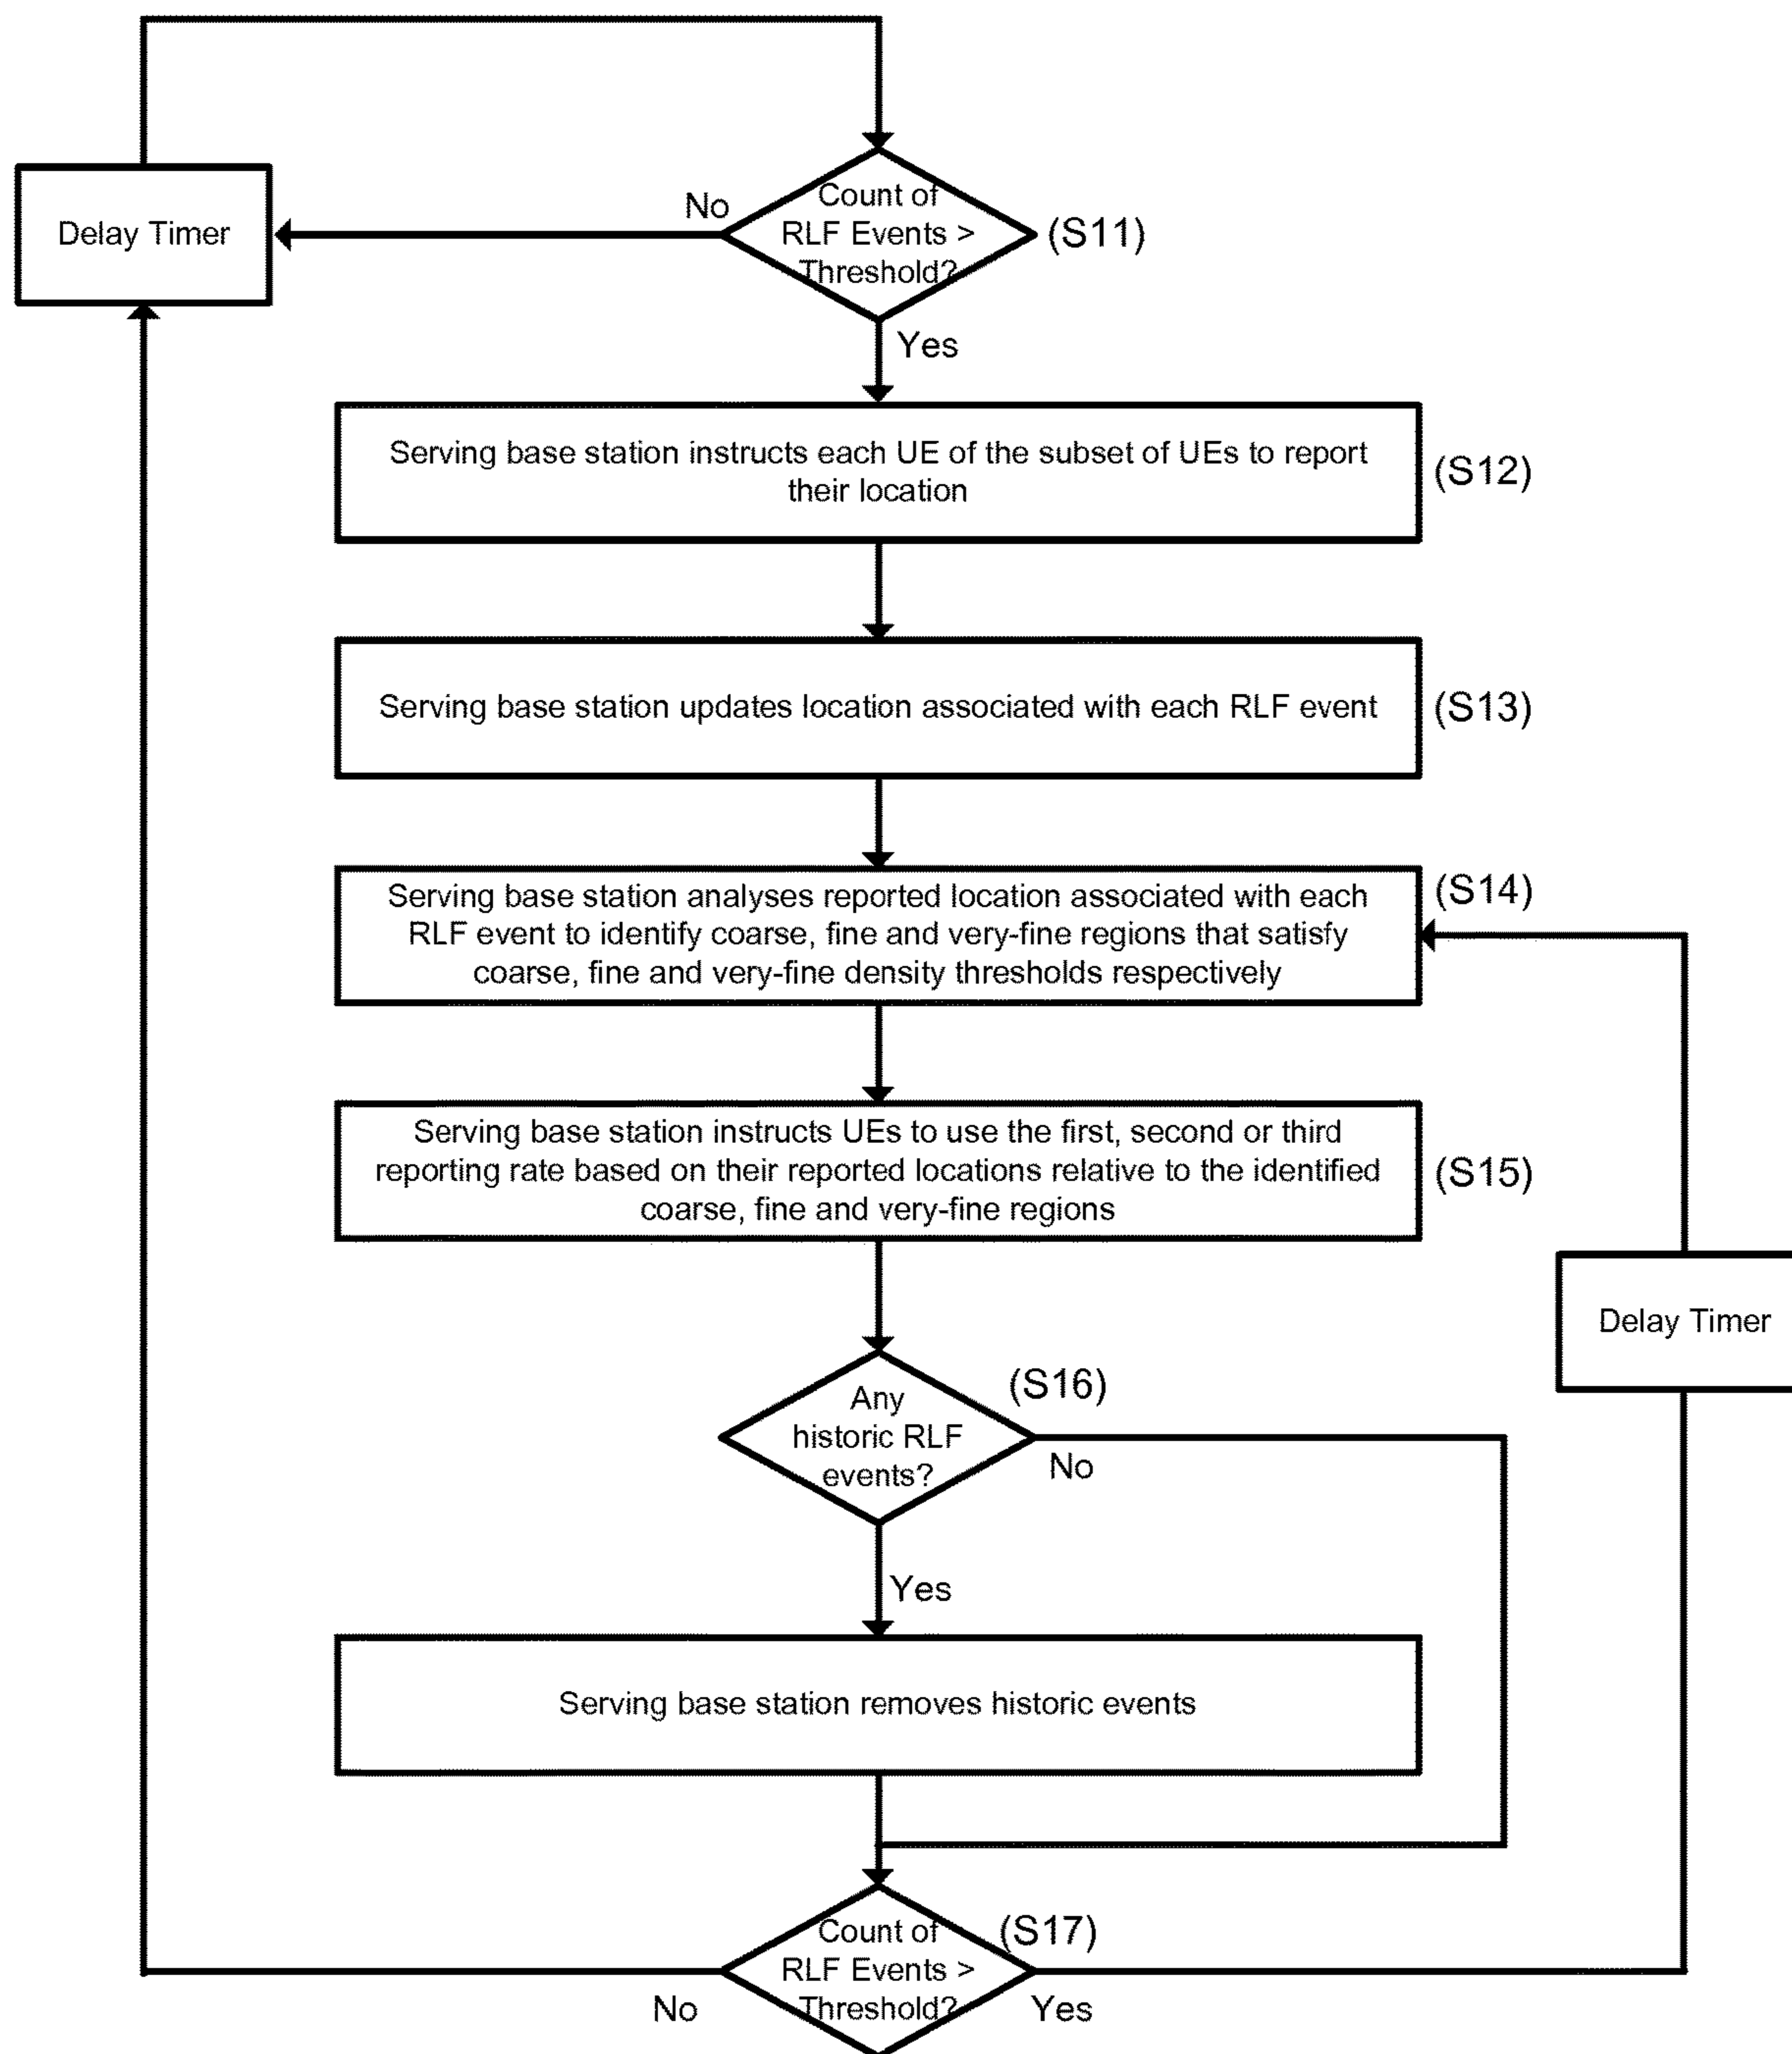 Count of
RLF Events >
Threshold?
(S11)
No
Delay Timer
Yes
Serving base station instructs each UE of the subset of UEs to report
their location
(S12)
Serving base station updates location associated with each RLF event
(S13)
Serving base station analyses reported location associated with each
RLF event to identify coarse, fine and very-fine regions that satisfy
coarse, fine and very-fine density thresholds respectively
(S14)
Serving base station instructs UEs to use the first, second or third
reporting rate based on their reported locations relative to the identified
coarse, fine and very-fine regions
(S15)
Delay Timer
Any
historic RLF
events?
(S16)
No
Yes
Serving base station removes historic events
Count of
RLF Events >
Threshold?
(S17)
No
Yes